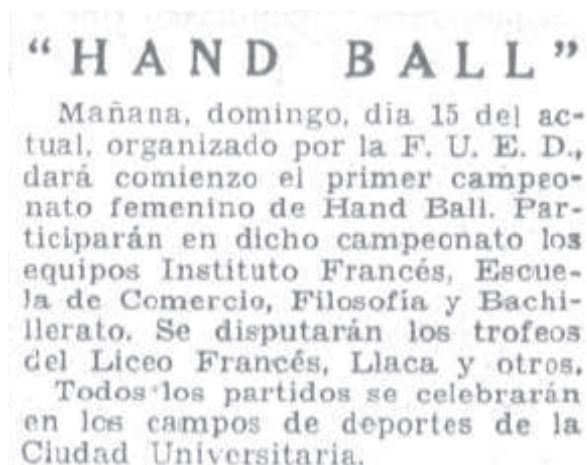 "HAND BALL"
Mañana, domingo, día 15 del ac-
tual, organizado por la F. U. E. D.,
dará comienzo el primer campeo-
nato femenino de Hand Ball. Par-
ticiparán en dicho campeonato los
equipos Instituto Francés, Escue-
la de Comercio, Filosofía y Bachi-
llerato. Se disputarán los trofeos
del Liceo Francés, Llaca y otros.
Todos los partidos se celebrarán
en los campos de deportes de la
Ciudad Universitaria.